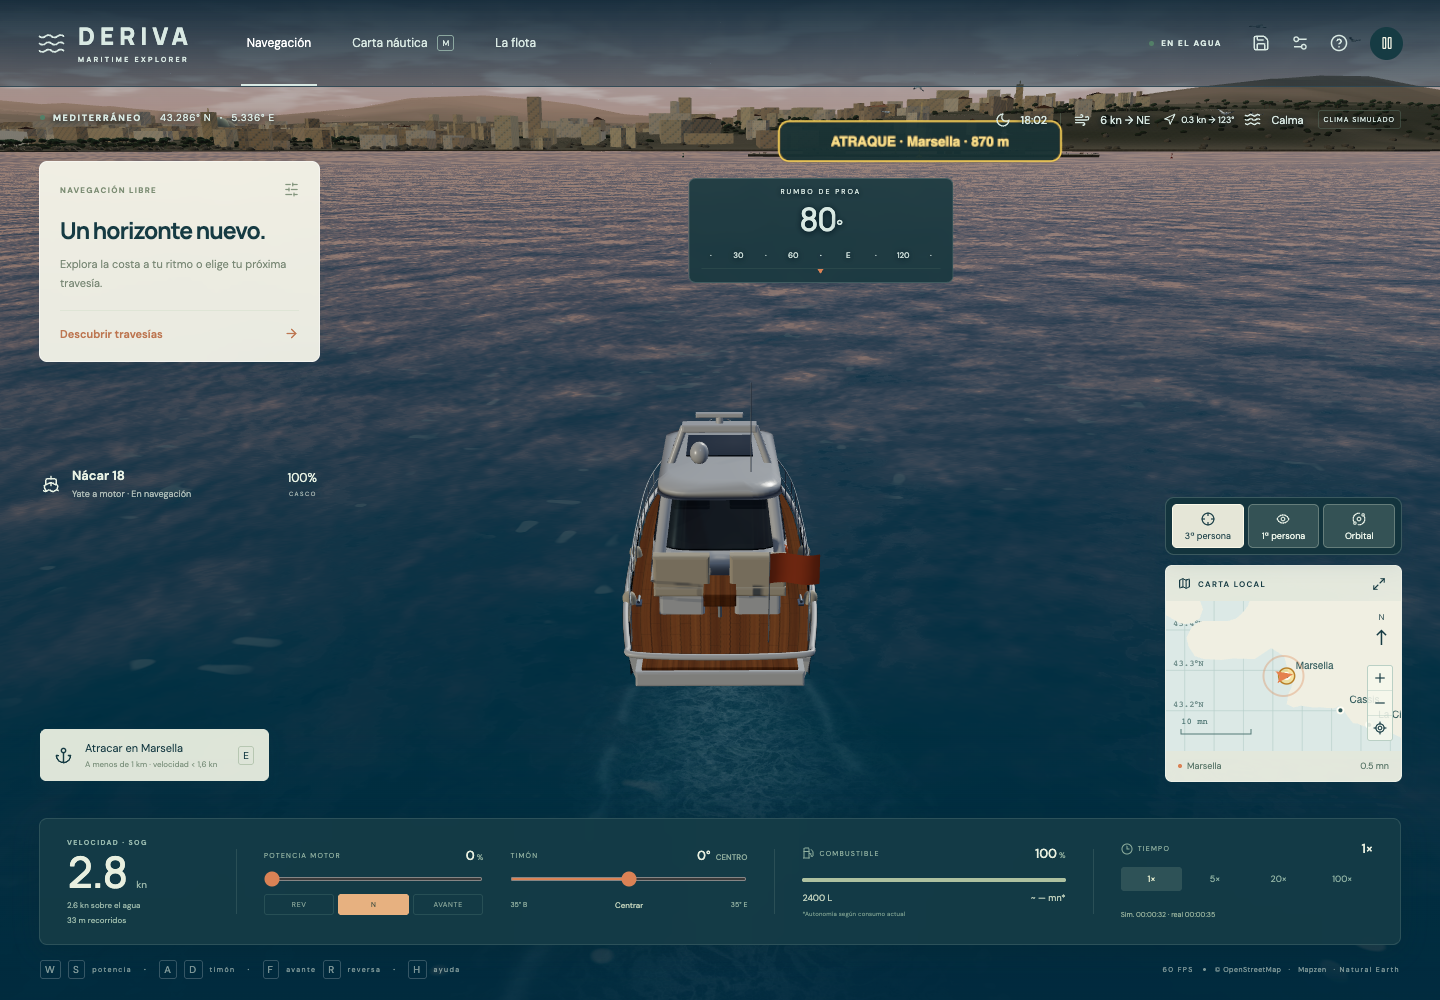 DERIVA
MARITIME EXPLORER
Navegación
Carta náutica M
La flota
EN EL AGUA
MEDITERRÁNEO 43.286° N · 5.336° E
18:02
6 kn → NE
0.3 kn → 123°
Calma
CLIMA SIMULADO
ATRAQUE · Marsella · 870 m
NAVEGACIÓN LIBRE
Un horizonte nuevo.
Explora la costa a tu ritmo o elige tu próxima
travesía.
Descubrir travesías →
RUMBO DE PROA
80°
· 30 · 60 · E · 120 ·
Nácar 18
Yate a motor · En navegación
100%
CASCO
3ª persona
1ª persona
Orbital
CARTA LOCAL
N
43.3°N
Marsella
43.2°N
10 mn
+
−
Marsella
0.5 mn
Atracar en Marsella
A menos de 1 km · velocidad < 1,6 kn
E
VELOCIDAD · SOG
2.8 kn
2.6 kn sobre el agua
33 m recorridos
POTENCIA MOTOR 0 %
REV N AVANTE
TIMÓN 0° CENTRO
35° B Centrar 35° E
COMBUSTIBLE 100 %
2400 L ~ — mn*
*Autonomía según consumo actual
TIEMPO 1×
1× 5× 20× 100×
Sim. 00:00:32 · real 00:00:35
W S potencia · A D timón · F avante R reversa · H ayuda
60 FPS • © OpenStreetMap · Mapzen · Natural Earth